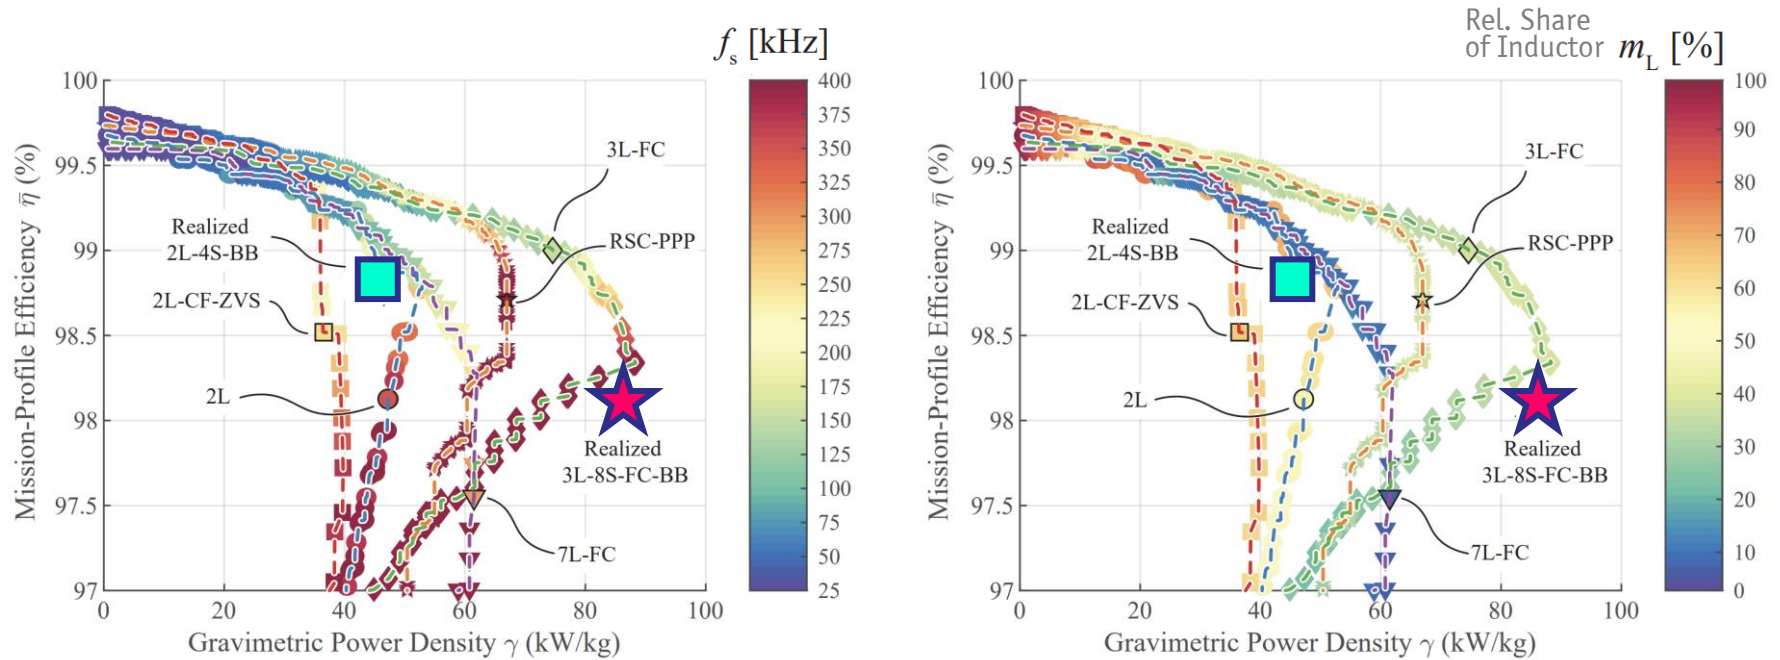 f_s [kHz]
100
99.5
99
98.5
98
97.5
97
Mission-Profile Efficiency η̅ (%)
0
20
40
60
80
100
Gravimetric Power Density γ (kW/kg)
3L-FC
RSC-PPP
Realized
2L-4S-BB
2L-CF-ZVS
2L
Realized
3L-8S-FC-BB
7L-FC
400
375
350
325
300
275
250
225
200
175
150
125
100
75
50
25
Rel. Share
of Inductor m_L [%]
100
99.5
99
98.5
98
97.5
97
Mission-Profile Efficiency η̅ (%)
0
20
40
60
80
100
Gravimetric Power Density γ (kW/kg)
3L-FC
RSC-PPP
Realized
2L-4S-BB
2L-CF-ZVS
2L
Realized
3L-8S-FC-BB
7L-FC
100
90
80
70
60
50
40
30
20
10
0